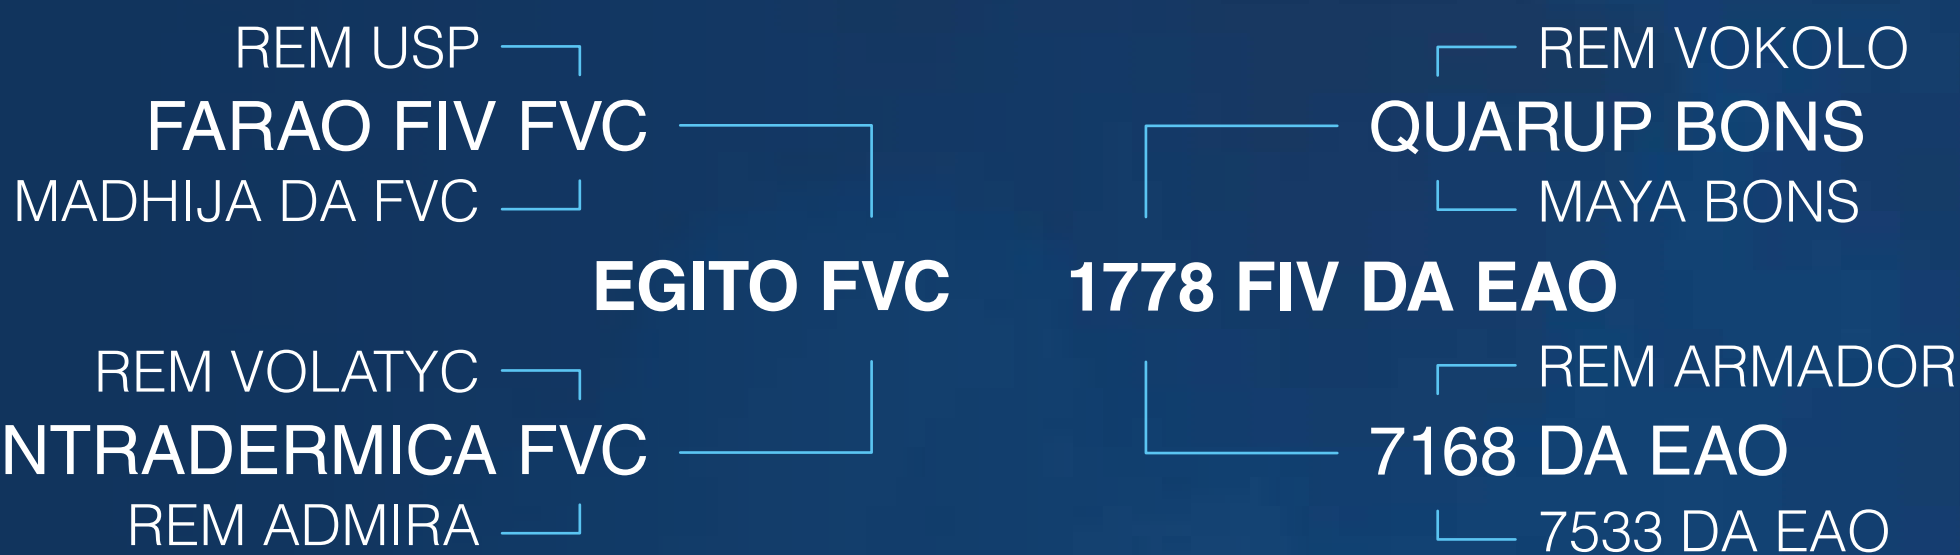 REM USP
FARAO FIV FVC
MADHIJA DA FVC
EGITO FVC
REM VOLATYC
NTRADERMICA FVC
REM ADMIRA
REM VOKOLO
QUARUP BONS
MAYA BONS
1778 FIV DA EAO
REM ARMADOR
7168 DA EAO
7533 DA EAO